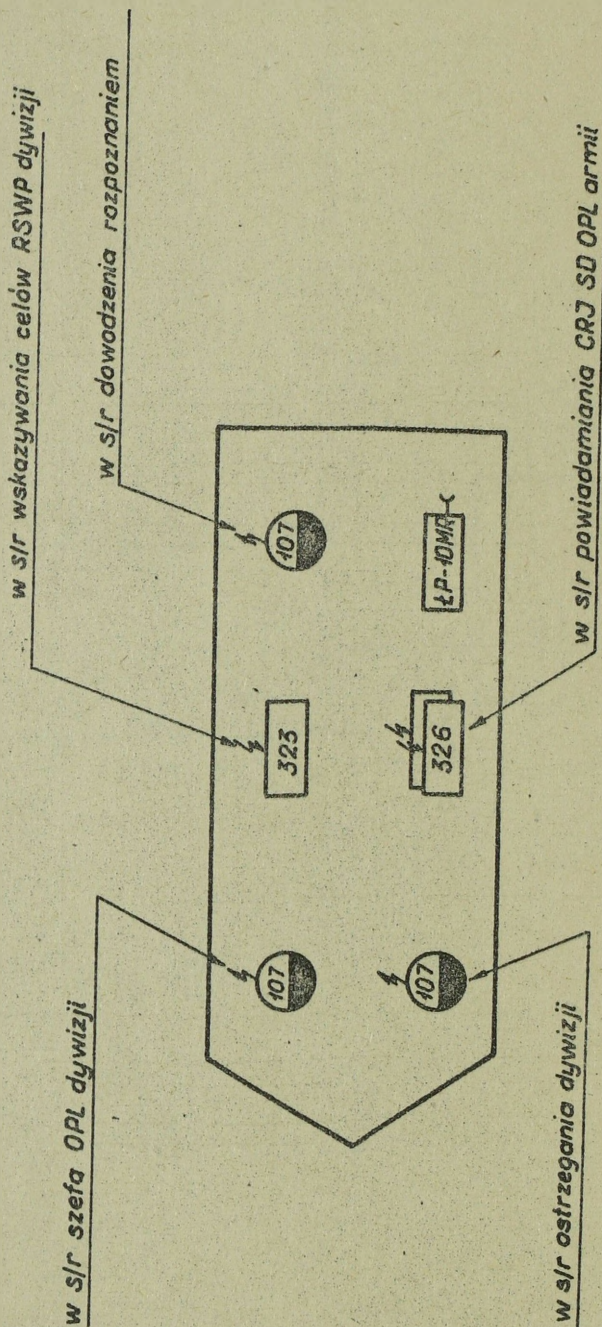 w s/r szefa OPL dywizji
w s/r wskazywania celów RSWP dywizji
w s/r dowodzenia rozpoznaniem
107
323
107
107
326
ŁP-10MR
w s/r ostrzegania dywizji
w s/r powiadamiania CRJ SD OPL armii